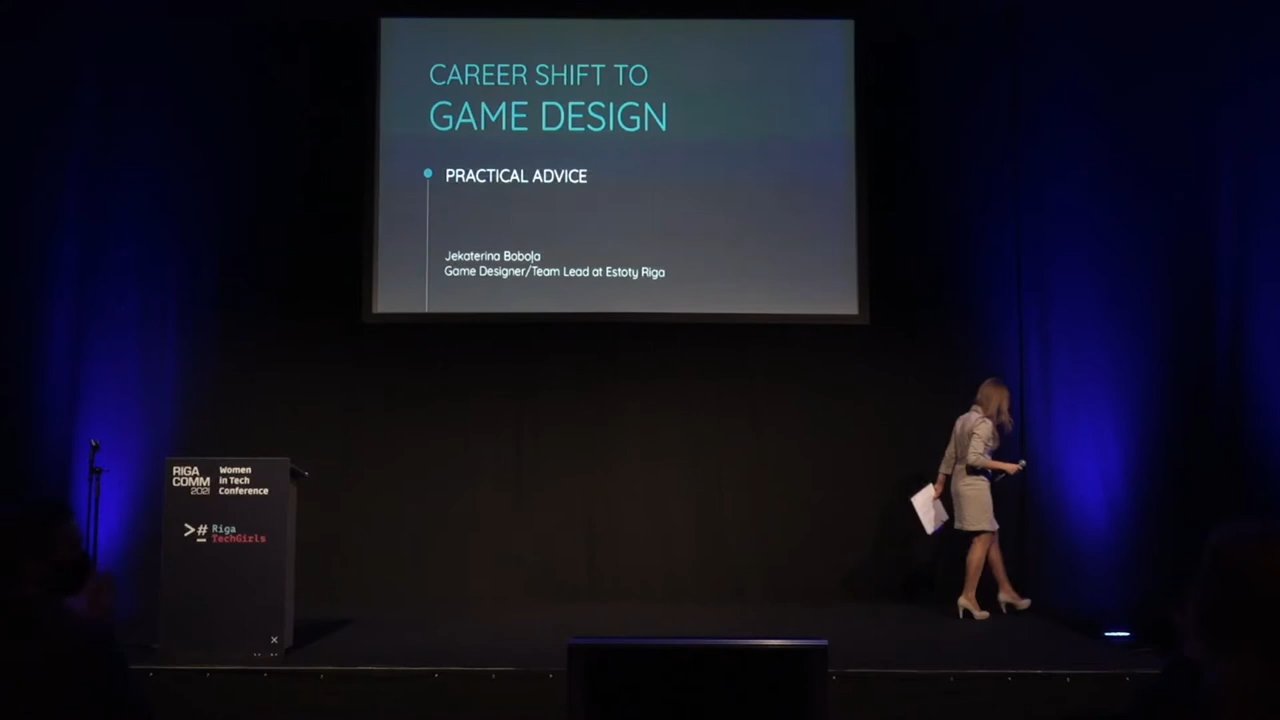 CAREER SHIFT TO
GAME DESIGN
PRACTICAL ADVICE
Jekaterina Boboļa
Game Designer/Team Lead at Estoty Riga
RIGA
COMM
2021
Women
in Tech
Conference
>#
Riga
TechGirls